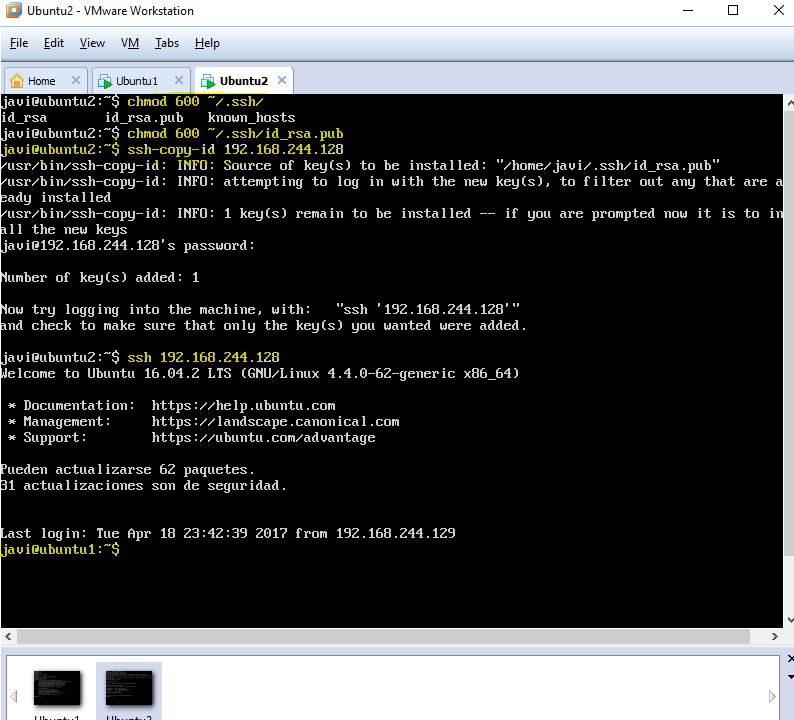 Ubuntu2 - VMware Workstation
File Edit View VM Tabs Help
Home Ubuntu1 Ubuntu2
javi@ubuntu2:~$ chmod 600 ~/.ssh/
id_rsa id_rsa.pub known_hosts
javi@ubuntu2:~$ chmod 600 ~/.ssh/id_rsa.pub
javi@ubuntu2:~$ ssh-copy-id 192.168.244.128
/usr/bin/ssh-copy-id: INFO: Source of key(s) to be installed: "/home/javi/.ssh/id_rsa.pub"
/usr/bin/ssh-copy-id: INFO: attempting to log in with the new key(s), to filter out any that are a
eady installed
/usr/bin/ssh-copy-id: INFO: 1 key(s) remain to be installed -- if you are prompted now it is to in
all the new keys
javi@192.168.244.128's password:
Number of key(s) added: 1
Now try logging into the machine, with: "ssh '192.168.244.128'"
and check to make sure that only the key(s) you wanted were added.
javi@ubuntu2:~$ ssh 192.168.244.128
Welcome to Ubuntu 16.04.2 LTS (GNU/Linux 4.4.0-62-generic x86_64)
* Documentation: https://help.ubuntu.com
* Management: https://landscape.canonical.com
* Support: https://ubuntu.com/advantage
Pueden actualizarse 62 paquetes.
31 actualizaciones son de seguridad.
Last login: Tue Apr 18 23:42:39 2017 from 192.168.244.129
javi@ubuntu1:~$
Ubuntu1 Ubuntu2